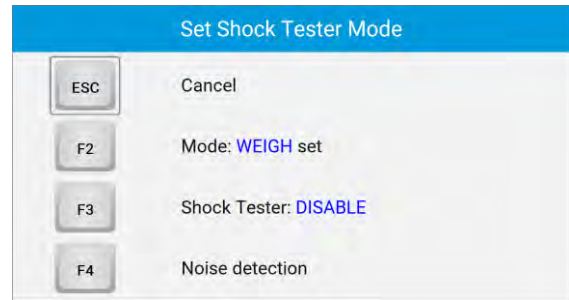 Set Shock Tester Mode
ESC Cancel
F2 Mode: WEIGH set
F3 Shock Tester: DISABLE
F4 Noise detection